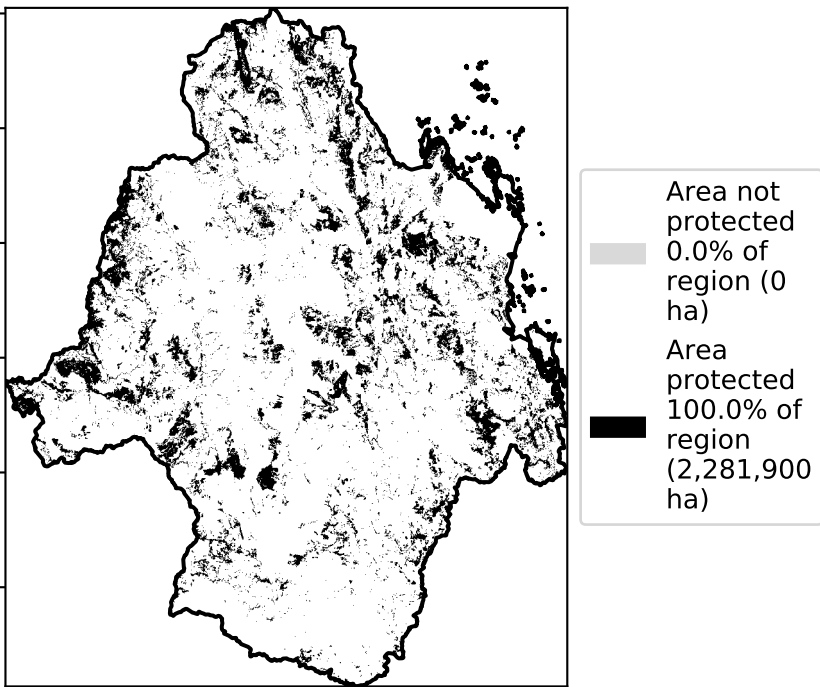 Area not
protected
0.0% of
region (0
ha)
Area
protected
100.0% of
region
(2,281,900
ha)